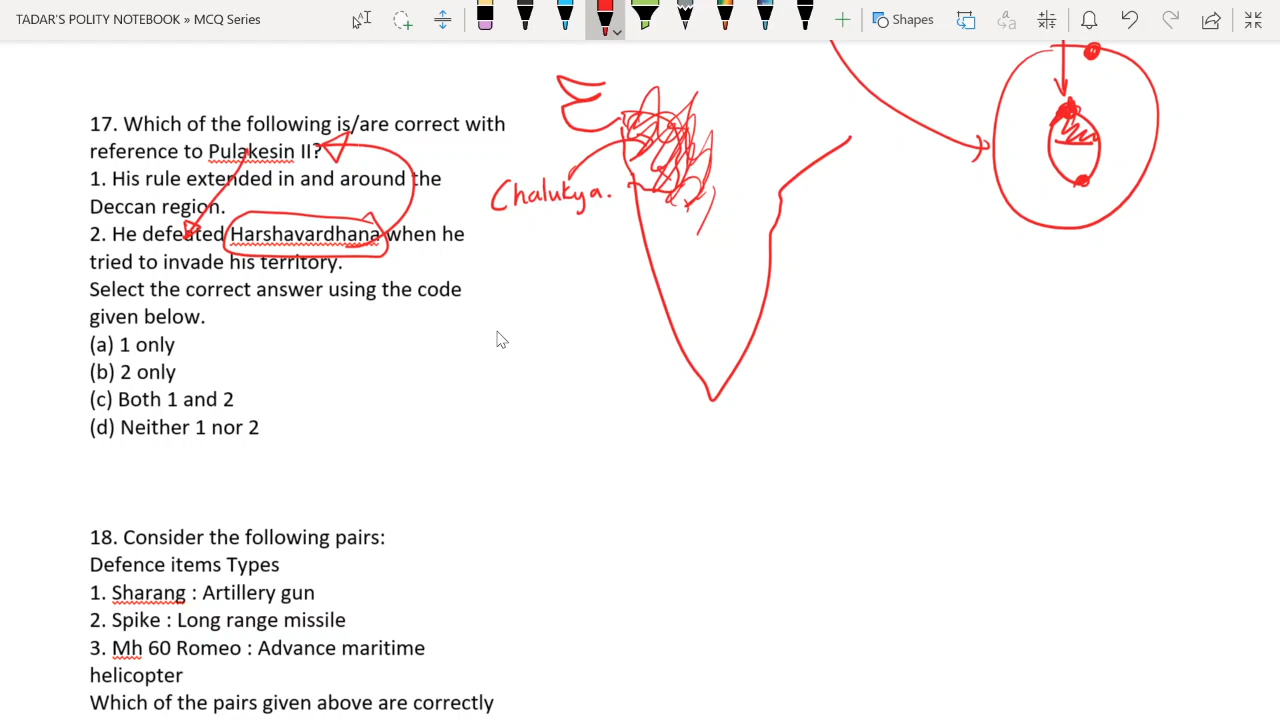 TADAR'S POLITY NOTEBOOK » MCQ Series
Shapes
17. Which of the following is/are correct with
reference to Pulakesin II?
1. His rule extended in and around the
Deccan region.
2. He defeated Harshavardhana when he
tried to invade his territory.
Select the correct answer using the code
given below.
(a) 1 only
(b) 2 only
(c) Both 1 and 2
(d) Neither 1 nor 2
Chalukya.
18. Consider the following pairs:
Defence items Types
1. Sharang : Artillery gun
2. Spike : Long range missile
3. Mh 60 Romeo : Advance maritime
helicopter
Which of the pairs given above are correctly